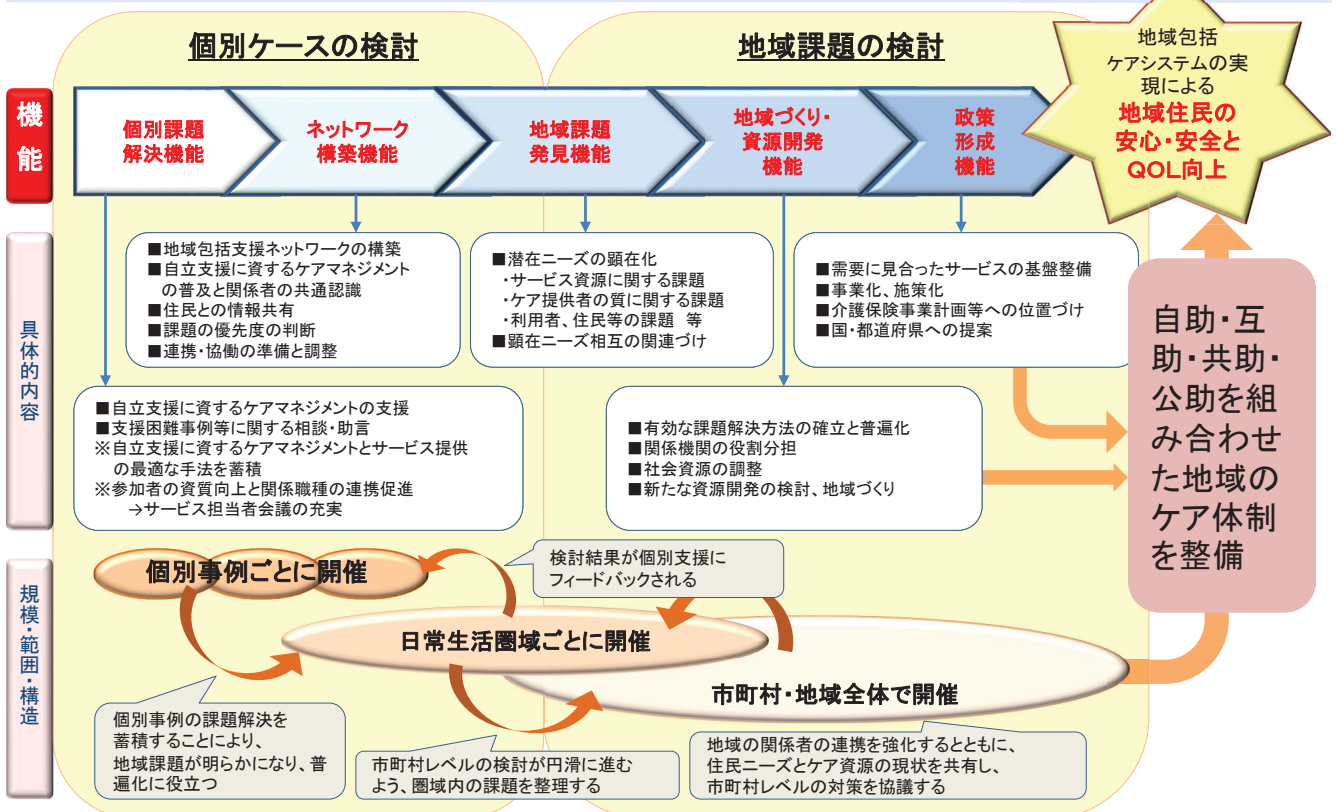 個別ケースの検討
地域課題の検討
地域包括
ケアシステムの実
現による
地域住民の
安心・安全と
QOL向上
機能
個別課題
解決機能
ネットワーク
構築機能
地域課題
発見機能
地域づくり・
資源開発
機能
政策
形成
機能
具体的内容
■地域包括支援ネットワークの構築
■自立支援に資するケアマネジメント
の普及と関係者の共通認識
■住民との情報共有
■課題の優先度の判断
■連携・協働の準備と調整
■潜在ニーズの顕在化
・サービス資源に関する課題
・ケア提供者の質に関する課題
・利用者、住民等の課題 等
■顕在ニーズ相互の関連づけ
■需要に見合ったサービスの基盤整備
■事業化、施策化
■介護保険事業計画等への位置づけ
■国・都道府県への提案
■自立支援に資するケアマネジメントの支援
■支援困難事例等に関する相談・助言
※自立支援に資するケアマネジメントとサービス提供
の最適な手法を蓄積
※参加者の資質向上と関係職種の連携促進
→サービス担当者会議の充実
■有効な課題解決方法の確立と普遍化
■関係機関の役割分担
■社会資源の調整
■新たな資源開発の検討、地域づくり
自助・互
助・共助・
公助を組
み合わせ
た地域の
ケア体制
を整備
規模・範囲・構造
個別事例ごとに開催
検討結果が個別支援に
フィードバックされる
日常生活圏域ごとに開催
市町村・地域全体で開催
個別事例の課題解決を
蓄積することにより、
地域課題が明らかになり、普
遍化に役立つ
市町村レベルの検討が円滑に進む
よう、圏域内の課題を整理する
地域の関係者の連携を強化するとともに、
住民ニーズとケア資源の現状を共有し、
市町村レベルの対策を協議する